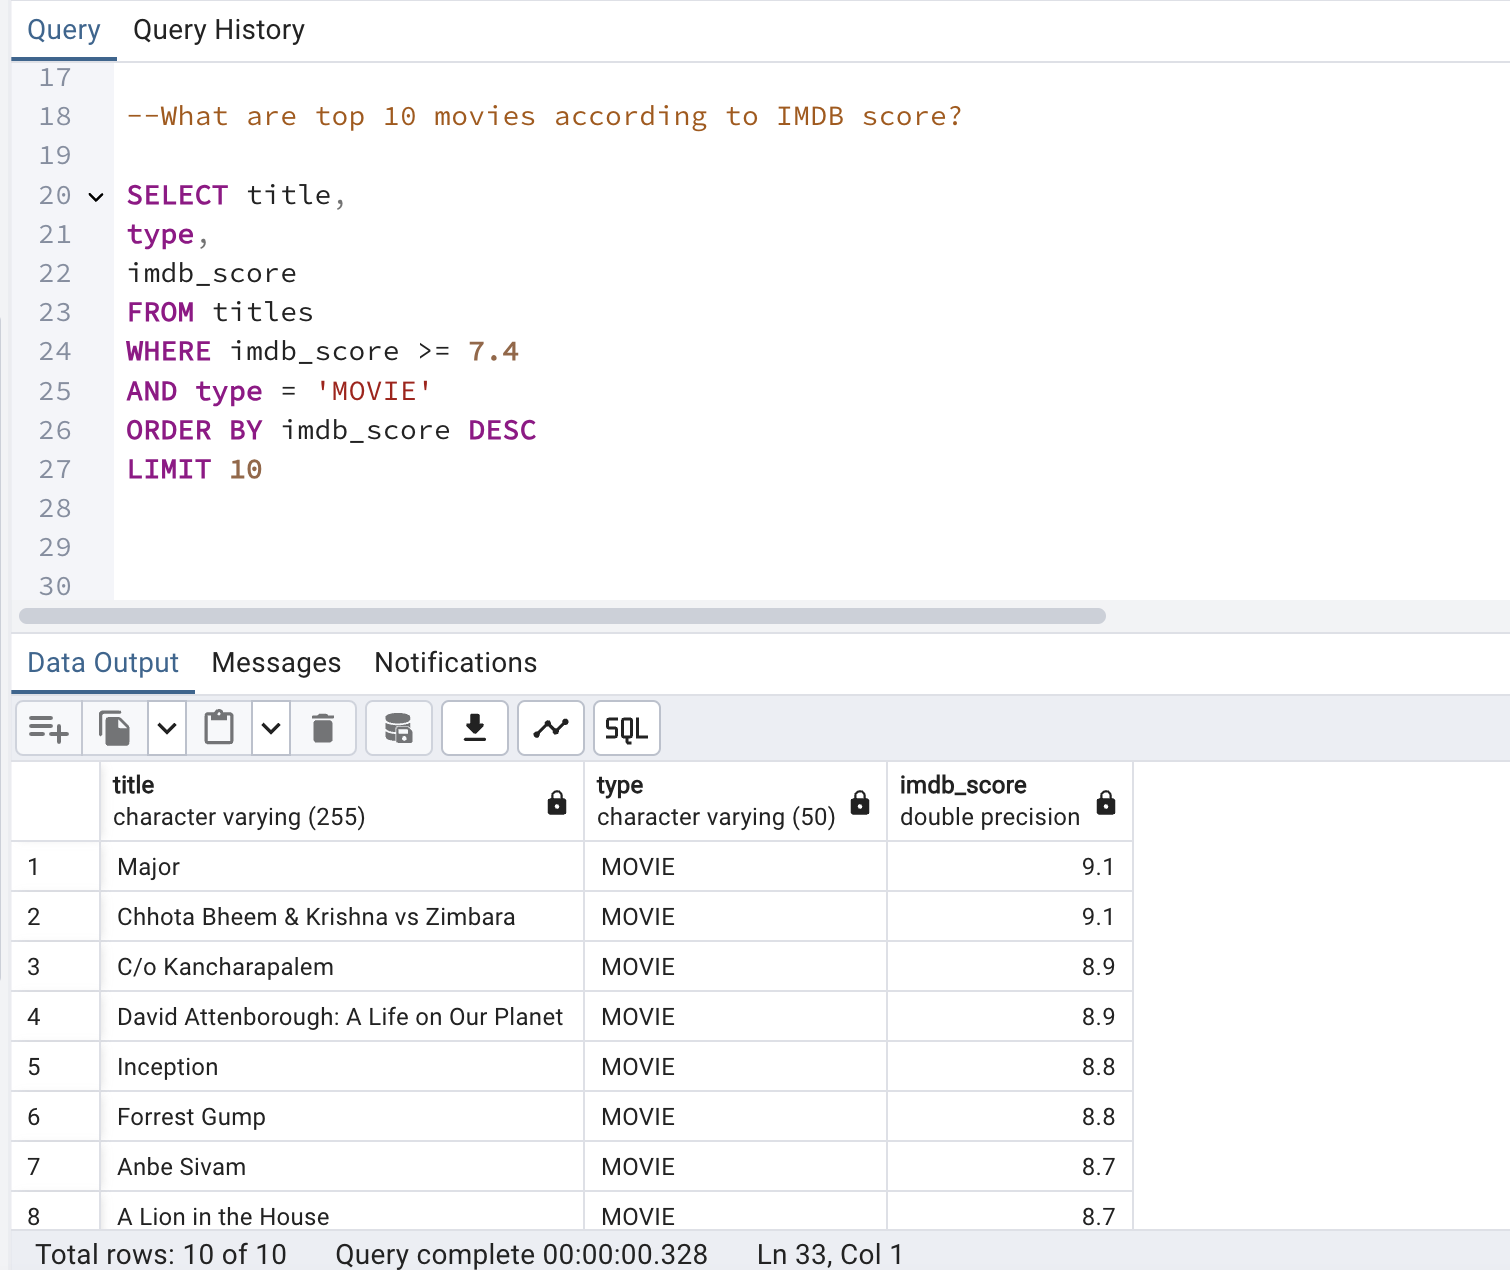 Query Query History
17
18 --What are top 10 movies according to IMDB score?
19
20 SELECT title,
21 type,
22 imdb_score
23 FROM titles
24 WHERE imdb_score >= 7.4
25 AND type = 'MOVIE'
26 ORDER BY imdb_score DESC
27 LIMIT 10
28
29
30
Data Output Messages Notifications
SQL
title type imdb_score
character varying (255) character varying (50) double precision
1 Major MOVIE 9.1
2 Chhota Bheem & Krishna vs Zimbara MOVIE 9.1
3 C/o Kancharapalem MOVIE 8.9
4 David Attenborough: A Life on Our Planet MOVIE 8.9
5 Inception MOVIE 8.8
6 Forrest Gump MOVIE 8.8
7 Anbe Sivam MOVIE 8.7
8 A Lion in the House MOVIE 8.7
Total rows: 10 of 10 Query complete 00:00:00.328 Ln 33, Col 1